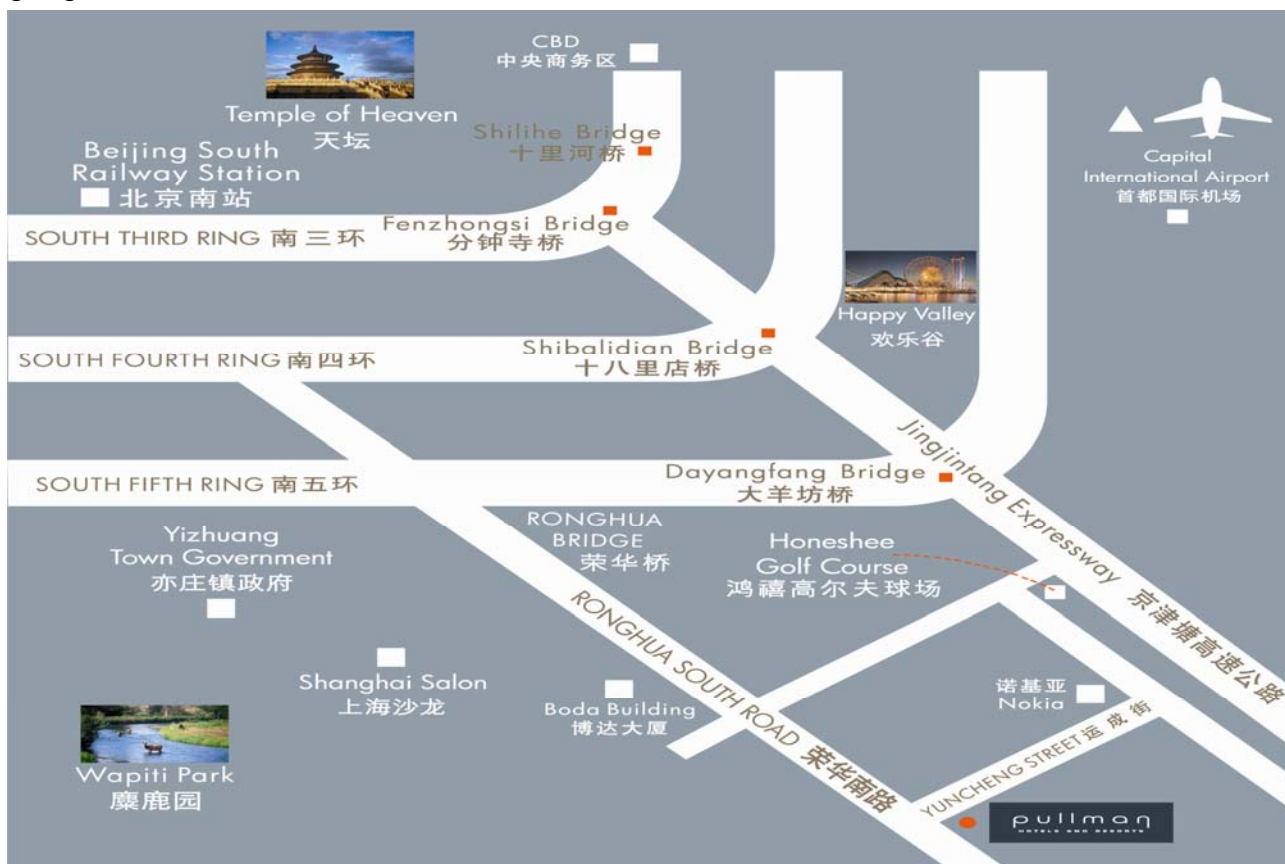 CBD
中央商务区
Temple of Heaven
天坛
Shilihe Bridge
十里河桥
Beijing South
Railway Station
北京南站
Capital
International Airport
首都国际机场
Fenzhongsi Bridge
分钟寺桥
SOUTH THIRD RING 南三环
Happy Valley
欢乐谷
Shibalidian Bridge
十八里店桥
SOUTH FOURTH RING 南四环
Jingjintang Expressway 京津塘高速公路
Dayangfang Bridge
大羊坊桥
SOUTH FIFTH RING 南五环
RONGHUA
BRIDGE
荣华桥
Yizhuang
Town Government
亦庄镇政府
Honeshee
Golf Course
鸿禧高尔夫球场
RONGHUA SOUTH ROAD 荣华南路
Shanghai Salon
上海沙龙
Boda Building
博达大厦
诺基亚
Nokia
YUNCHENG STREET 运成街
Wapiti Park
麋鹿园
pullman
HOTELS AND RESORTS